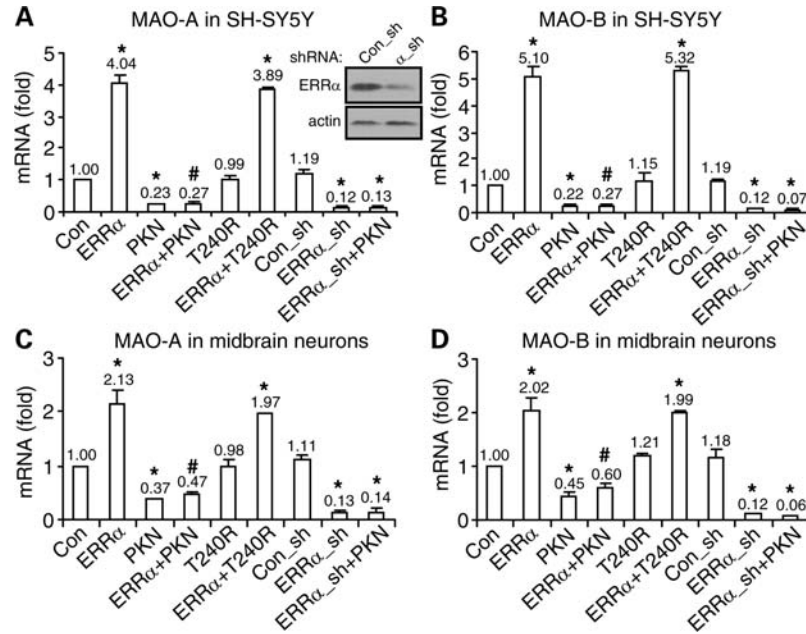 A
MAO-A in SH-SY5Y
mRNA (fold)
5
4
3
2
1
0
1.00
*
4.04
*
0.23
#
0.27
0.99
*
3.89
1.19
*
0.12
*
0.13
Con
ERRα
PKN
ERRα+PKN
T240R
ERRα+T240R
Con_sh
ERRα_sh
ERRα_sh+PKN
shRNA:
Con_sh
α_sh
ERRα
actin
B
MAO-B in SH-SY5Y
mRNA (fold)
6
5
4
3
2
1
0
1.00
*
5.10
*
0.22
#
0.27
1.15
*
5.32
1.19
*
0.12
*
0.07
Con
ERRα
PKN
ERRα+PKN
T240R
ERRα+T240R
Con_sh
ERRα_sh
ERRα_sh+PKN
C
MAO-A in midbrain neurons
mRNA (fold)
3
2
1
0
1.00
*
2.13
*
0.37
#
0.47
0.98
*
1.97
1.11
*
0.13
*
0.14
Con
ERRα
PKN
ERRα+PKN
T240R
ERRα+T240R
Con_sh
ERRα_sh
ERRα_sh+PKN
D
MAO-B in midbrain neurons
mRNA (fold)
3
2
1
0
1.00
*
2.02
*
0.45
#
0.60
1.21
*
1.99
1.18
*
0.12
*
0.06
Con
ERRα
PKN
ERRα+PKN
T240R
ERRα+T240R
Con_sh
ERRα_sh
ERRα_sh+PKN